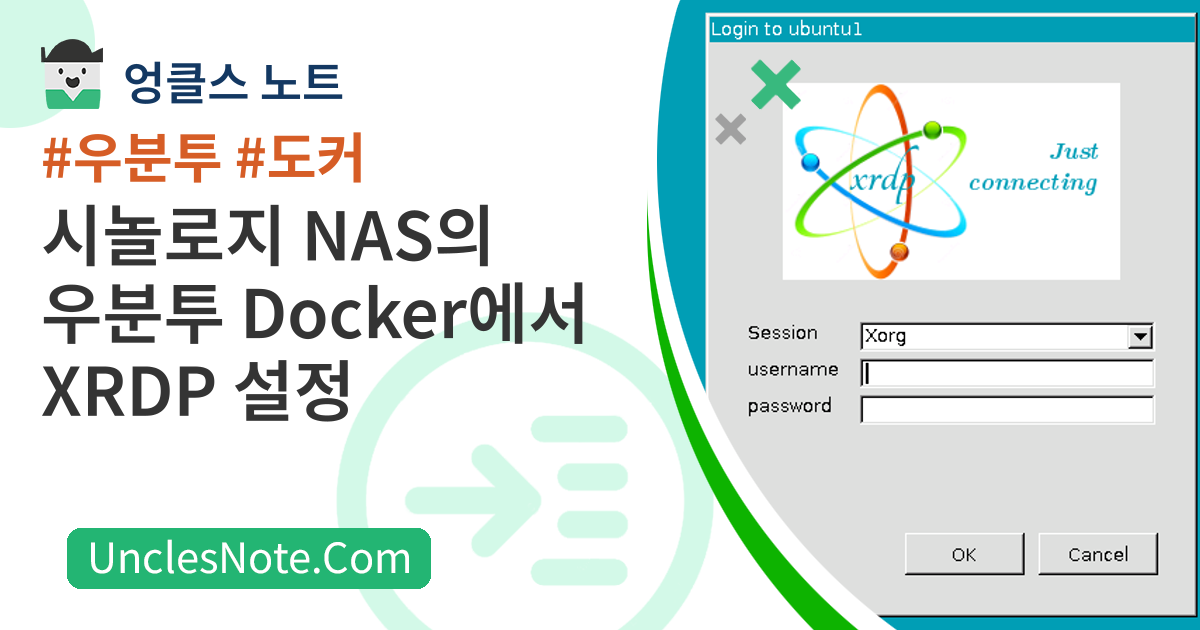 엉클스 노트
#우분투 #도커
시놀로지 NAS의
우분투 Docker에서
XRDP 설정
UnclesNote.Com
Login to ubuntu1
xrdp
Just
connecting
Session
Xorg
username
password
OK
Cancel